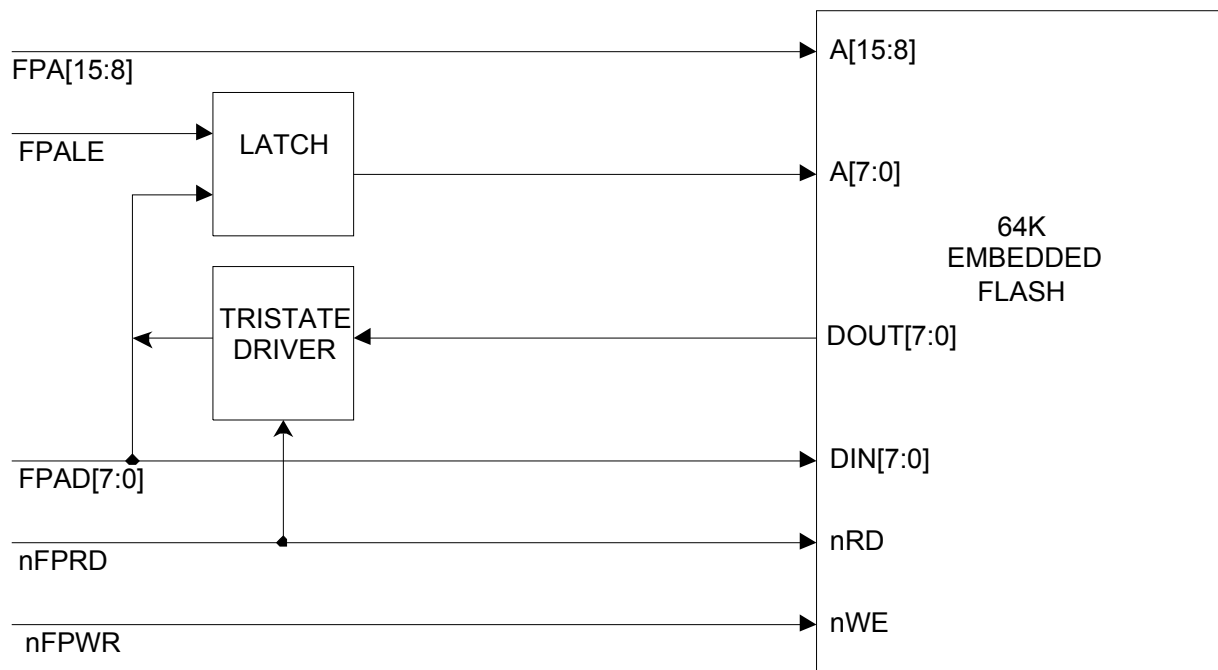 FPA[15:8]
A[15:8]
FPALE
LATCH
A[7:0]
64K
EMBEDDED
FLASH
TRISTATE
DRIVER
DOUT[7:0]
FPAD[7:0]
DIN[7:0]
nFPRD
nRD
nFPWR
nWE